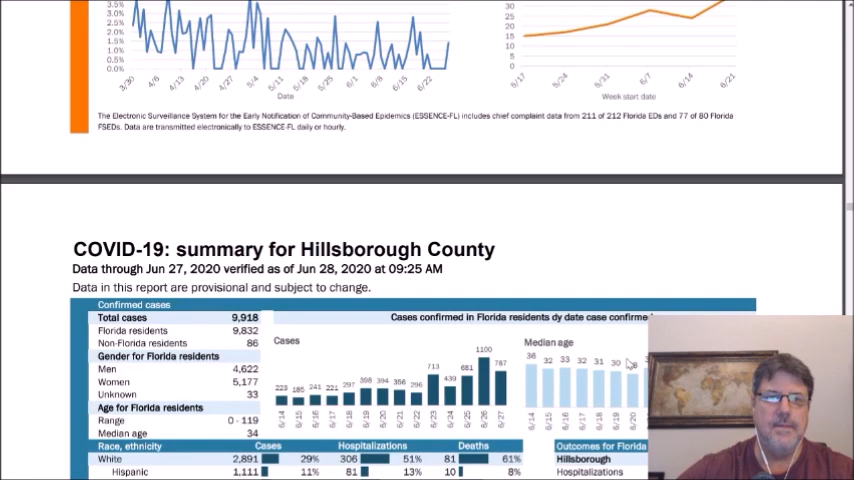 3.5%
3.0%
2.5%
2.0%
1.5%
1.0%
0.5%
0.0%
3/30 4/6 4/13 4/20 4/27 5/4 5/11 5/18 5/25 6/1 6/8 6/15 6/22
Date
30
25
20
15
10
5
0
5/17 5/24 5/31 6/7 6/14 6/21
Week start date
The Electronic Surveillance System for the Early Notification of Community-Based Epidemics (ESSENCE-FL) includes chief complaint data from 211 of 212 Florida EDs and 77 of 80 Florida
FSEDs. Data are transmitted electronically to ESSENCE-FL daily or hourly.
COVID-19: summary for Hillsborough County
Data through Jun 27, 2020 verified as of Jun 28, 2020 at 09:25 AM
Data in this report are provisional and subject to change.
Confirmed cases
Total cases 9,918
Florida residents 9,832
Non-Florida residents 86
Gender for Florida residents
Men 4,622
Women 5,177
Unknown 33
Age for Florida residents
Range 0 - 119
Median age 34
Cases confirmed in Florida residents by date case confirme
Cases
223 185 241 221 297 398 394 356 296 713 439 681 1100 787
6/14 6/15 6/16 6/17 6/18 6/19 6/20 6/21 6/22 6/23 6/24 6/25 6/26 6/27
Median age
36 32 33 32 31 30
6/14 6/15 6/16 6/17 6/18 6/19 6/20
Race, ethnicity Cases Hospitalizations Deaths
White 2,891 29% 306 51% 81 61%
Hispanic 1,111 11% 81 13% 10 8%
Outcomes for Florida
Hillsborough
Hospitalizations